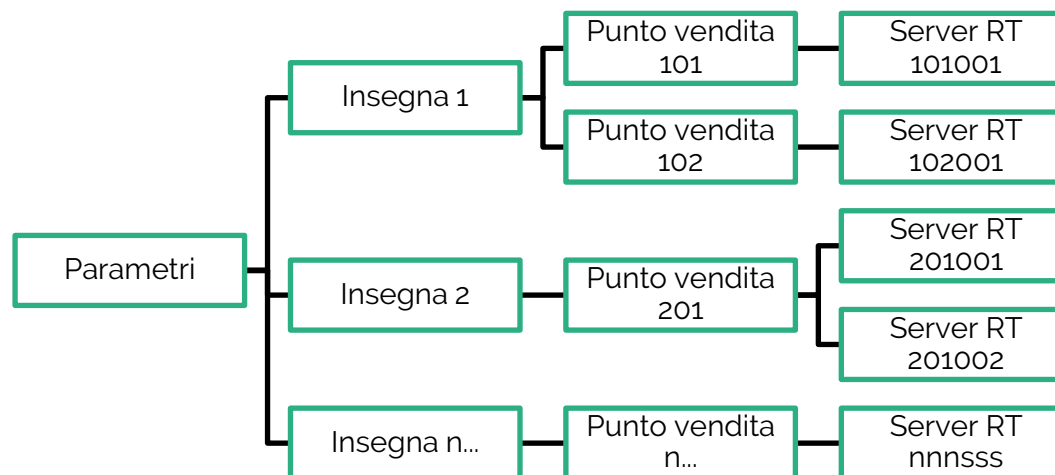 Parametri
Insegna 1
Punto vendita
101
Server RT
101001
Punto vendita
102
Server RT
102001
Insegna 2
Punto vendita
201
Server RT
201001
Server RT
201002
Insegna n...
Punto vendita
n...
Server RT
nnnsss